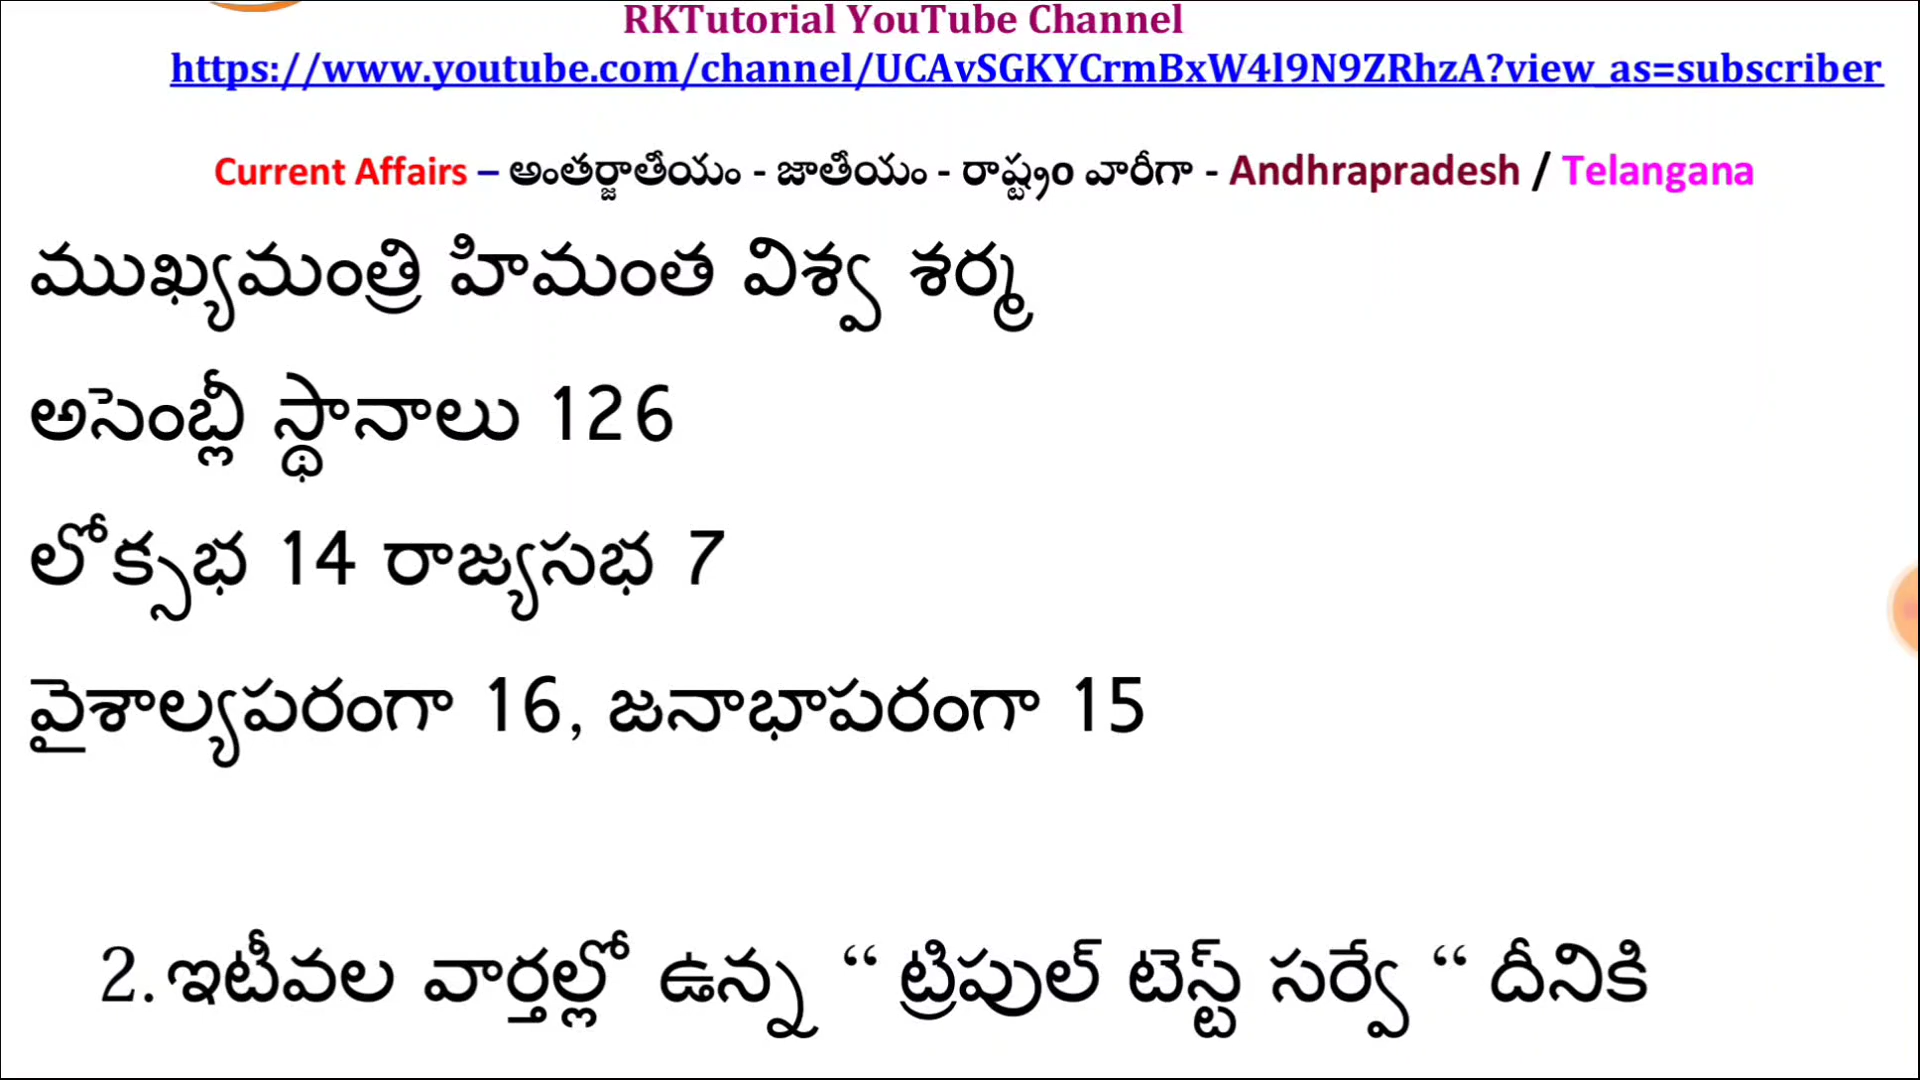 RKTutorial YouTube Channel
https://www.youtube.com/channel/UCAvSGKYCrmBxW4l9N9ZRhzA?view_as=subscriber
Current Affairs – అంతర్జాతీయం - జాతీయం - రాష్ట్రం వారీగా - Andhrapradesh / Telangana
ముఖ్యమంత్రి హిమంత విశ్వ శర్మ
అసెంబ్లీ స్థానాలు 126
లోక్సభ 14 రాజ్యసభ 7
వైశాల్యపరంగా 16, జనాభాపరంగా 15
2. ఇటీవల వార్తల్లో ఉన్న “ ట్రిపుల్ టెస్ట్ సర్వే “ దీనికి